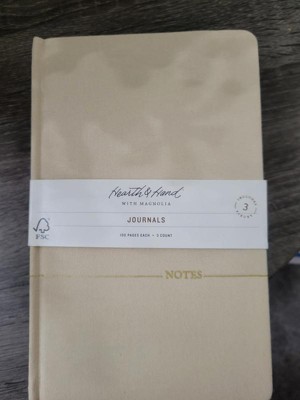 Hearth & Hand
WITH MAGNOLIA
JOURNALS
3
FSC
NOTES